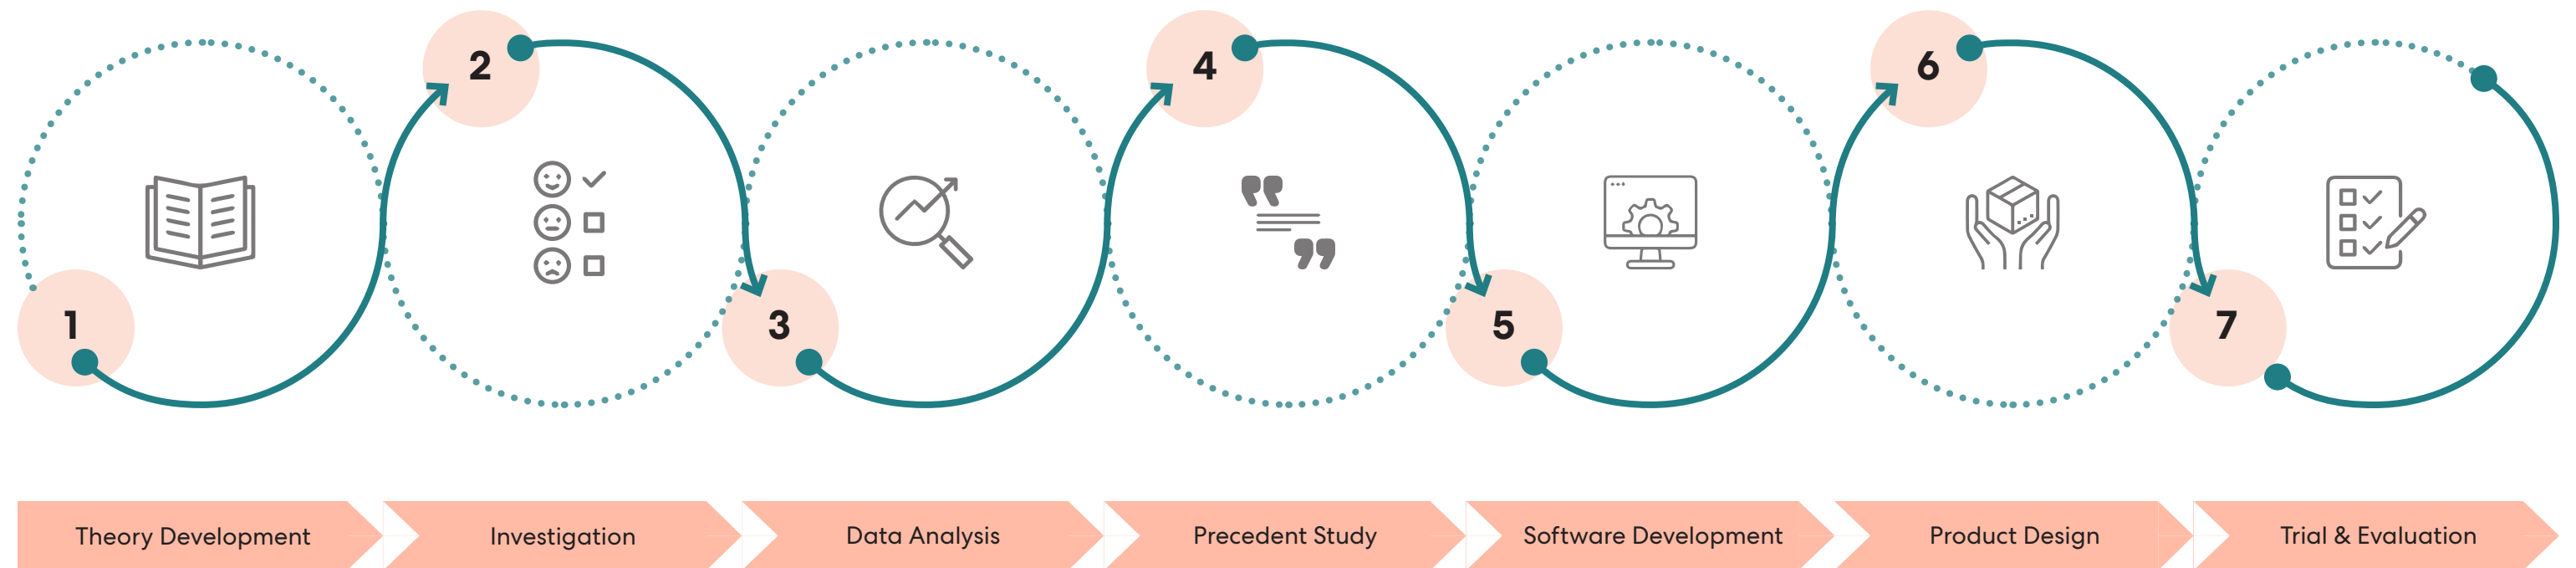 1
2
3
4
5
6
7
Theory Development
Investigation
Data Analysis
Precedent Study
Software Development
Product Design
Trial & Evaluation